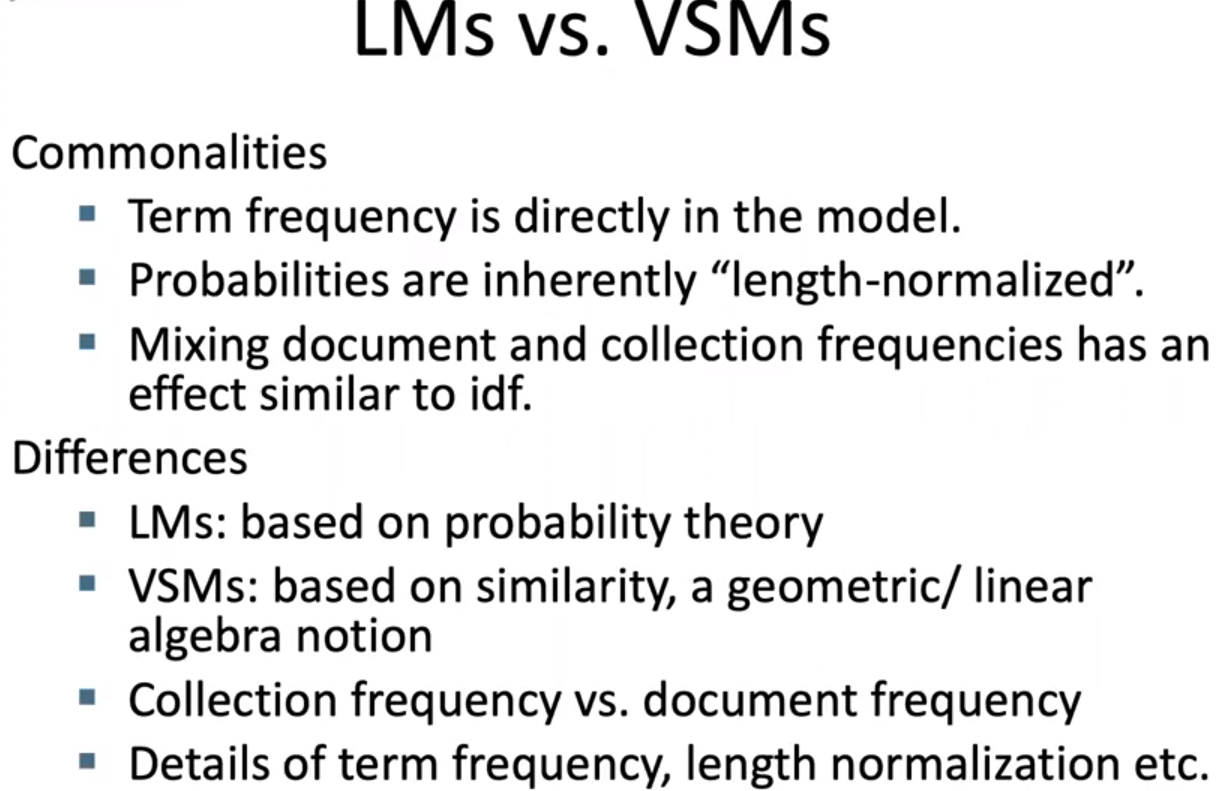 LMs vs. VSMs
Commonalities
▪ Term frequency is directly in the model.
▪ Probabilities are inherently “length-normalized”.
▪ Mixing document and collection frequencies has an
effect similar to idf.
Differences
▪ LMs: based on probability theory
▪ VSMs: based on similarity, a geometric/ linear
algebra notion
▪ Collection frequency vs. document frequency
▪ Details of term frequency, length normalization etc.